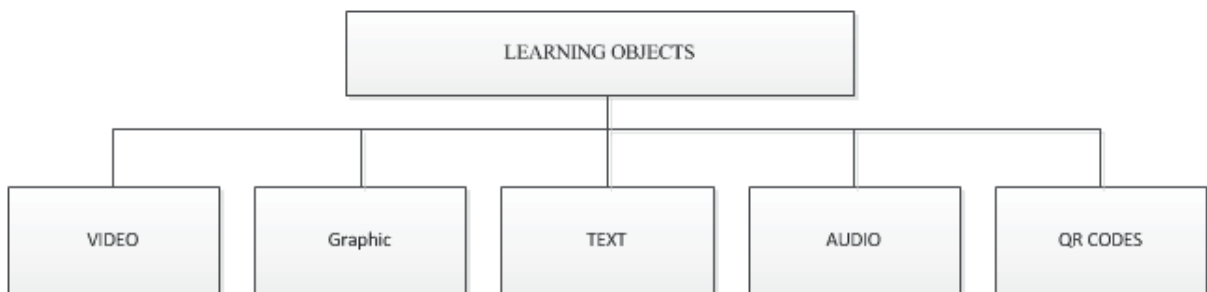 LEARNING OBJECTS
VIDEO
Graphic
TEXT
AUDIO
QR CODES